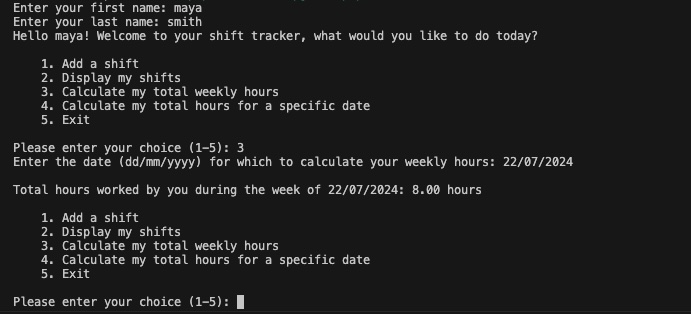 Enter your first name: maya
Enter your last name: smith
Hello maya! Welcome to your shift tracker, what would you like to do today?
1. Add a shift
2. Display my shifts
3. Calculate my total weekly hours
4. Calculate my total hours for a specific date
5. Exit
Please enter your choice (1-5): 3
Enter the date (dd/mm/yyyy) for which to calculate your weekly hours: 22/07/2024
Total hours worked by you during the week of 22/07/2024: 8.00 hours
1. Add a shift
2. Display my shifts
3. Calculate my total weekly hours
4. Calculate my total hours for a specific date
5. Exit
Please enter your choice (1-5):